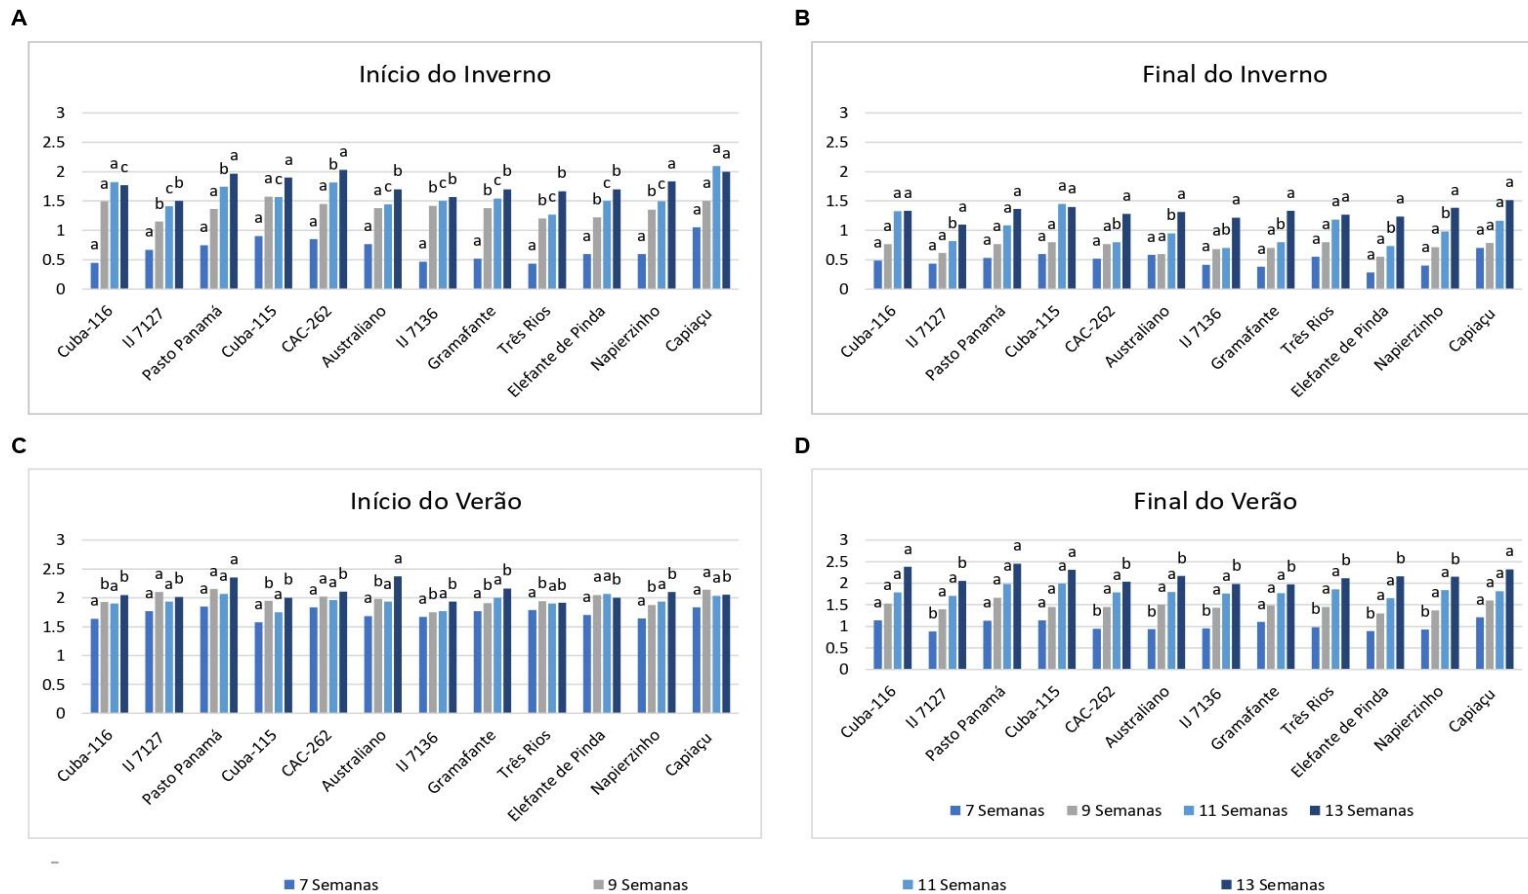 A
Início do Inverno
3
2.5
2
1.5
1
0.5
0
a a a c
a b c b
a a b a
a a c a
a a b a
a a c b
a b c b
a b c b
a b c b
a b c b
a b c a
a a a a
Cuba-116
IJ 7127
Pasto Panamá
Cuba-115
CAC-262
Australiano
IJ 7136
Gramafante
Três Rios
Elefante de Pinda
Napierzinho
Capiaçu
B
Final do Inverno
3
2.5
2
1.5
1
0.5
0
a a a a
a a b a
a a a a
a a a a
a a b a
a a b a
a a b a
a a b a
a a a a
a a b a
a a b a
a a a a
Cuba-116
IJ 7127
Pasto Panamá
Cuba-115
CAC-262
Australiano
IJ 7136
Gramafante
Três Rios
Elefante de Pinda
Napierzinho
Capiaçu
C
Início do Verão
3
2.5
2
1.5
1
0.5
0
a b a b
a a a b
a a a a
a b a b
a a a b
a b a a
a b a b
a b a b
a b a b
a a a b
a b a b
a a a b
Cuba-116
IJ 7127
Pasto Panamá
Cuba-115
CAC-262
Australiano
IJ 7136
Gramafante
Três Rios
Elefante de Pinda
Napierzinho
Capiaçu
D
Final do Verão
3
2.5
2
1.5
1
0.5
0
a a a a
b a a b
a a a a
a a a a
b a a b
b a a b
b a a b
a a a b
b a a b
b a a b
b a a b
a a a a
Cuba-116
IJ 7127
Pasto Panamá
Cuba-115
CAC-262
Australiano
IJ 7136
Gramafante
Três Rios
Elefante de Pinda
Napierzinho
Capiaçu
7 Semanas 9 Semanas 11 Semanas 13 Semanas
7 Semanas 9 Semanas 11 Semanas 13 Semanas